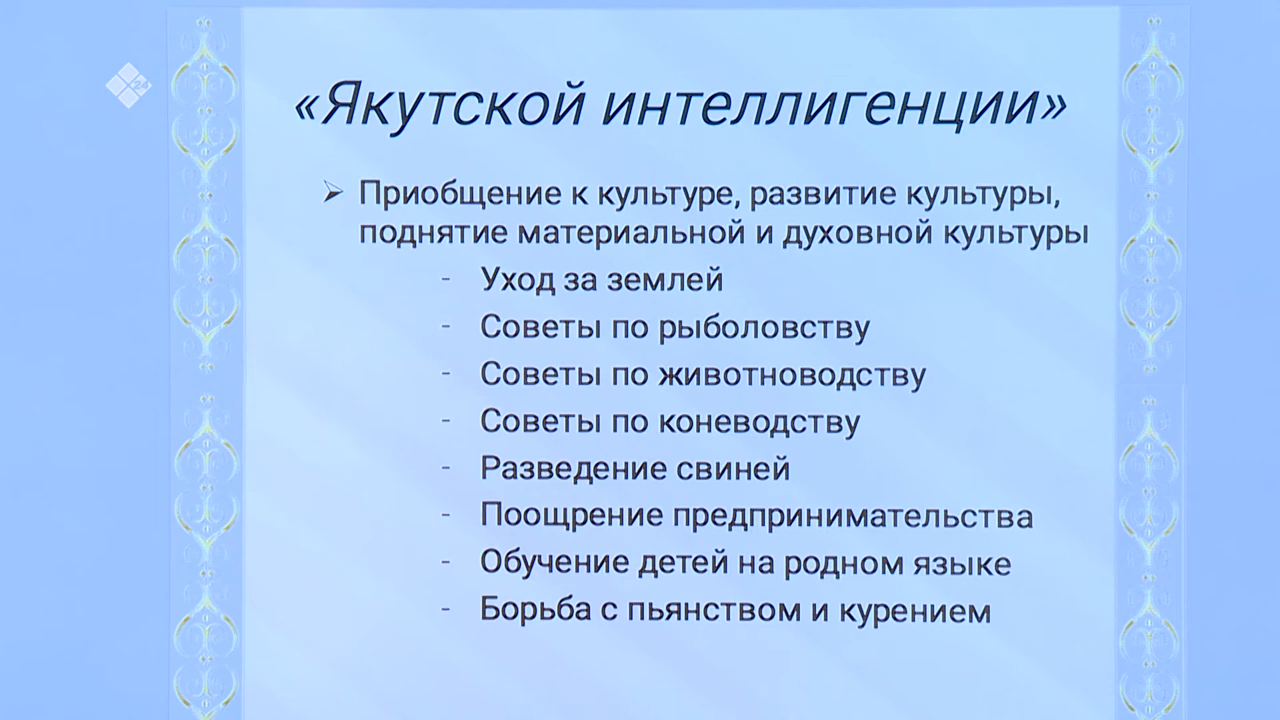 24
«Якутской интеллигенции»
➢ Приобщение к культуре, развитие культуры,
поднятие материальной и духовной культуры
- Уход за землей
- Советы по рыболовству
- Советы по животноводству
- Советы по коневодству
- Разведение свиней
- Поощрение предпринимательства
- Обучение детей на родном языке
- Борьба с пьянством и курением